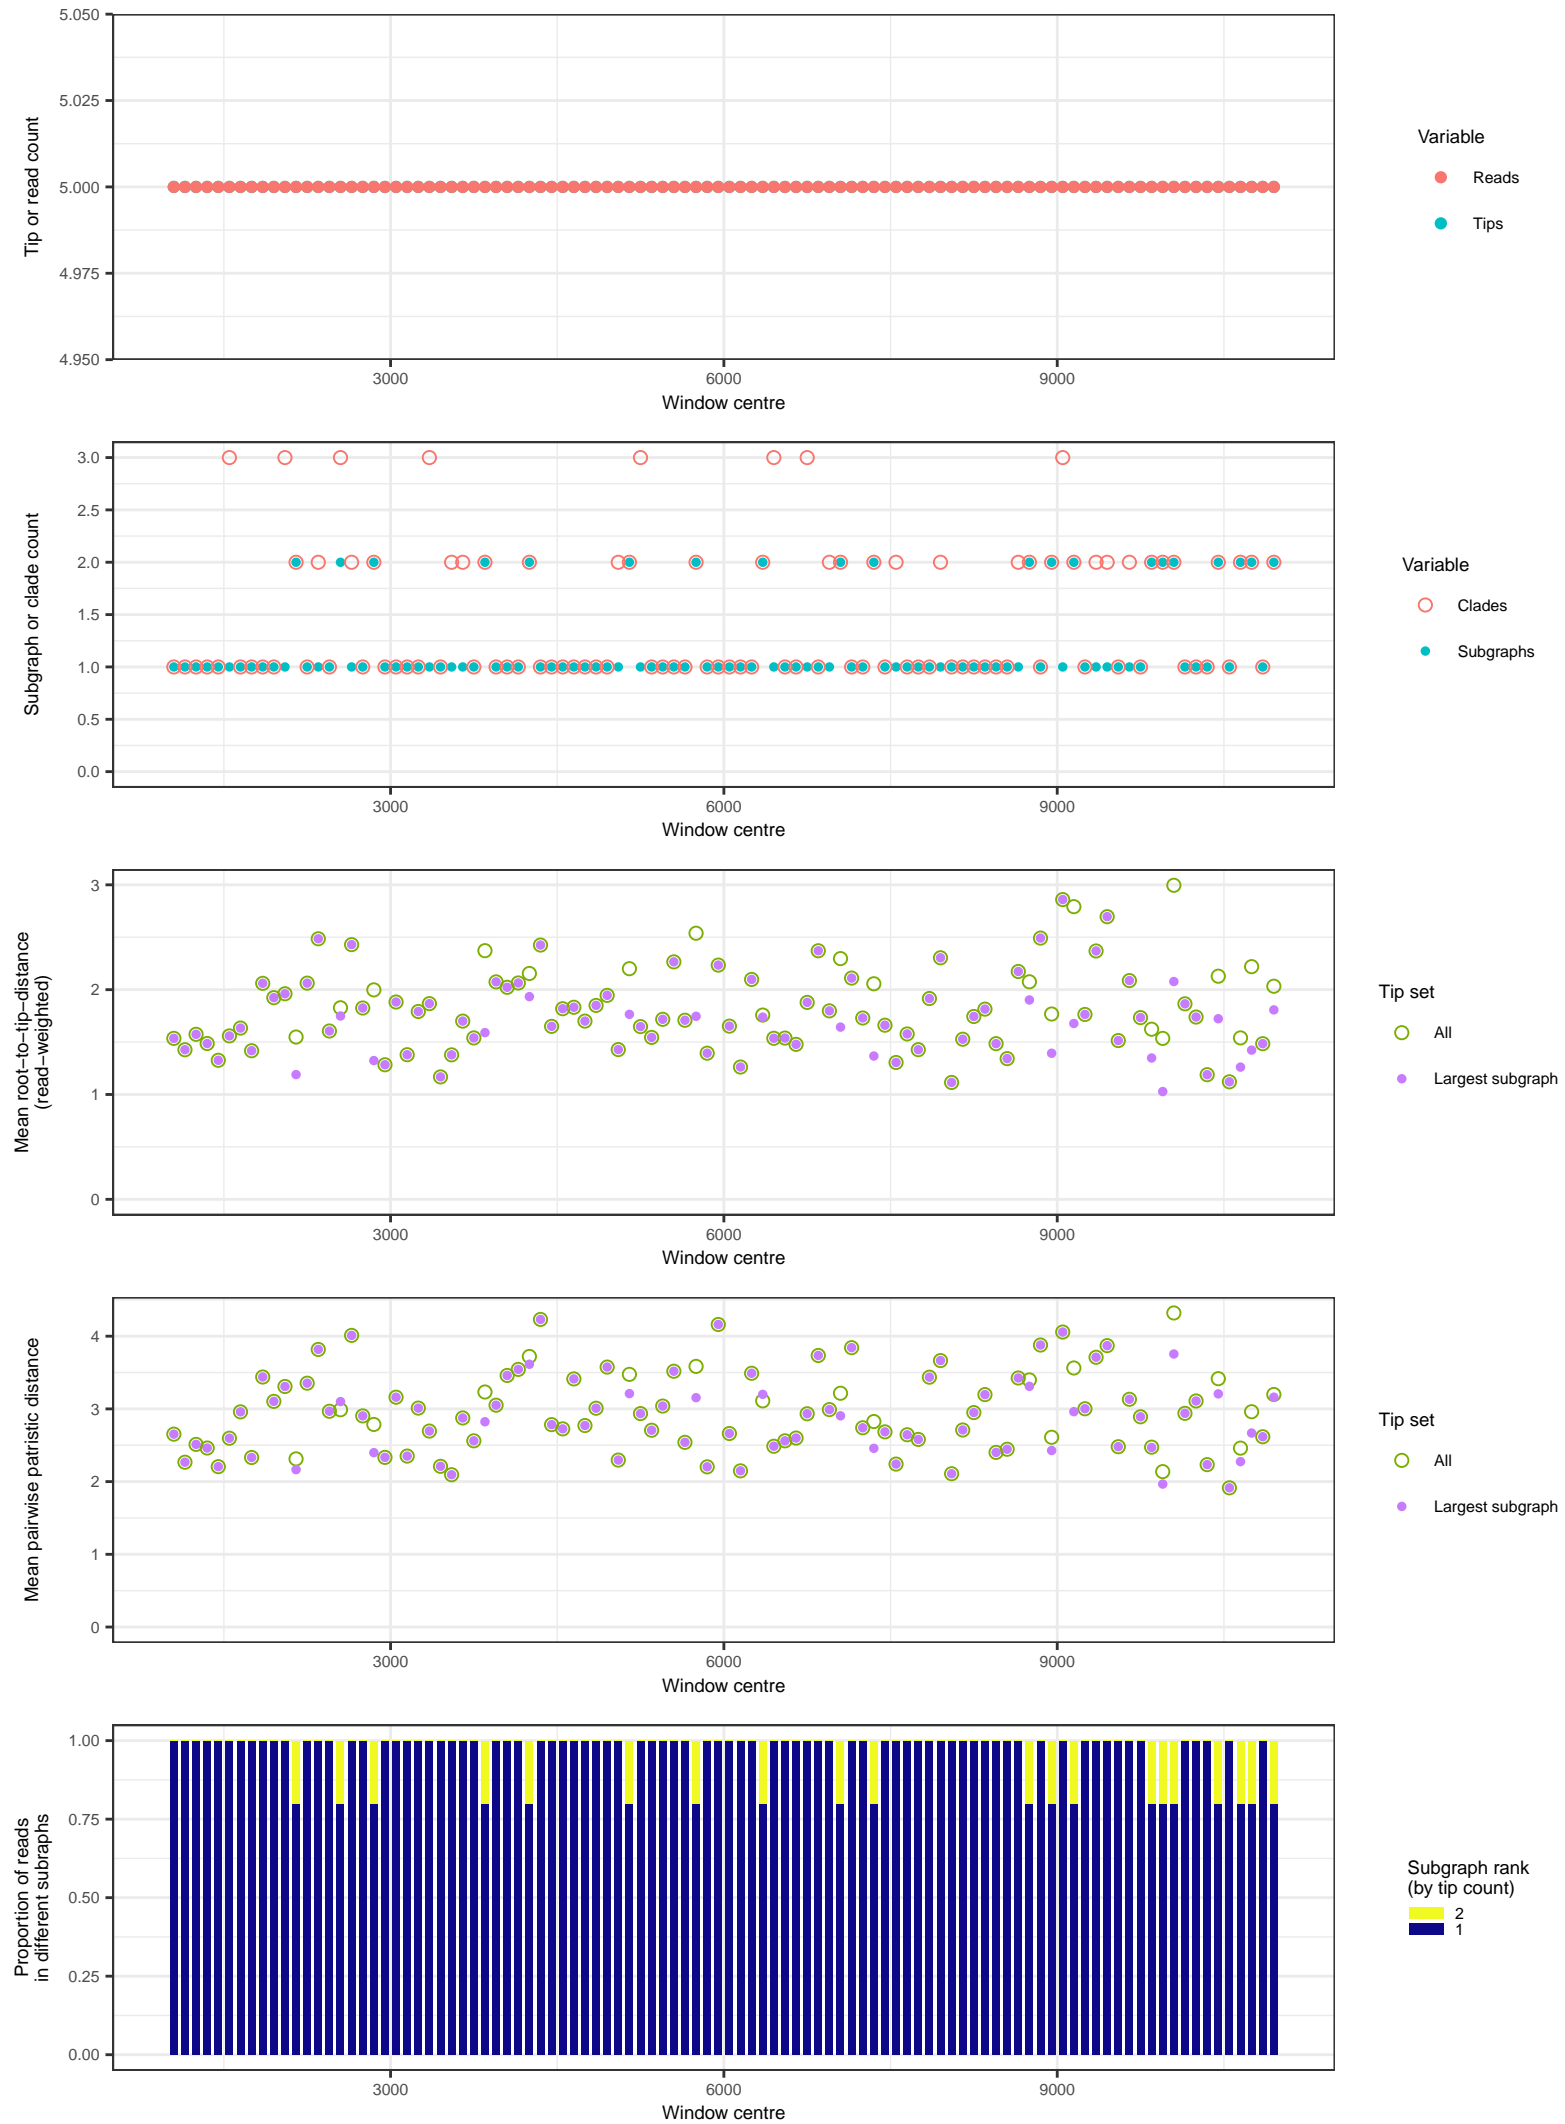 5.050
5.025
5.000
4.975
4.950
Tip or read count
3000 6000 9000
Window centre
Variable
Reads
Tips
3.0
2.5
2.0
1.5
1.0
0.5
0.0
Subgraph or clade count
3000 6000 9000
Window centre
Variable
Clades
Subgraphs
3
2
1
0
Mean root−to−tip−distance
(read−weighted)
3000 6000 9000
Window centre
Tip set
All
Largest subgraph
4
3
2
1
0
Mean pairwise patristic distance
3000 6000 9000
Window centre
Tip set
All
Largest subgraph
1.00
0.75
0.50
0.25
0.00
Proportion of reads
in different subraphs
3000 6000 9000
Window centre
Subgraph rank
(by tip count)
2
1